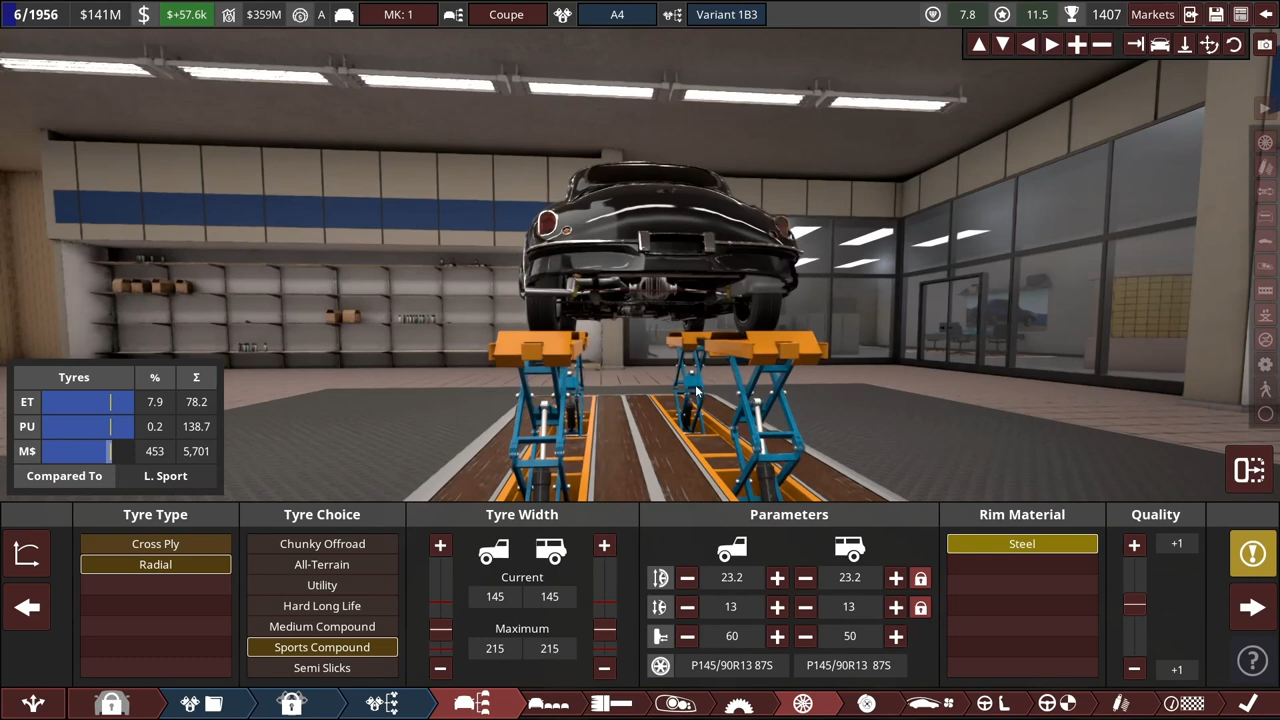 6/1956 $141M $ $+57.6k $359M A MK: 1 Coupe A4 Variant 1B3 7.8 11.5 1407 Markets
Tyres % Σ
ET 7.9 78.2
PU 0.2 138.7
M$ 453 5,701
Compared To L. Sport
Tyre Type Tyre Choice Tyre Width Parameters Rim Material Quality
Cross Ply
Radial
Chunky Offroad
All-Terrain
Utility
Hard Long Life
Medium Compound
Sports Compound
Semi Slicks
Current
145 145
Maximum
215 215
23.2 23.2
13 13
60 50
P145/90R13 87S P145/90R13 87S
Steel
+1
+1